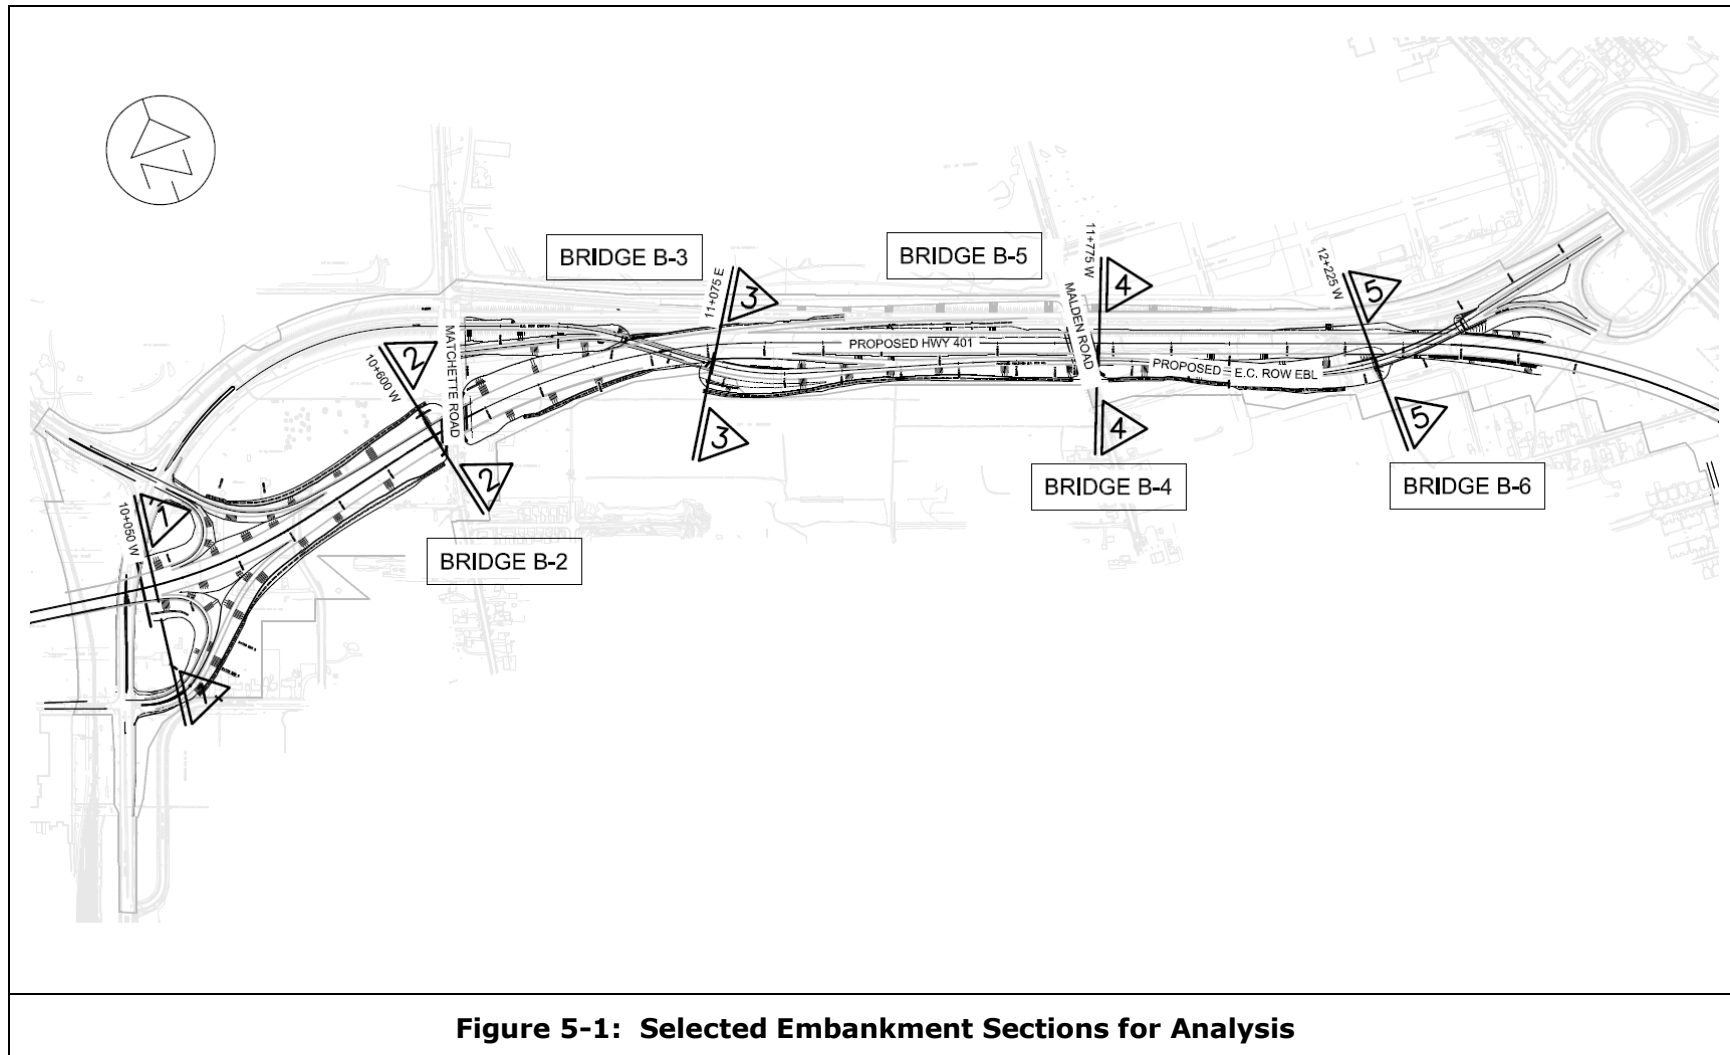 N
BRIDGE B-3
BRIDGE B-5
11+075 E
3
11+775 W
4
12+225 W
5
MALDEN ROAD
MATCHETTE ROAD
PROPOSED HWY 401
PROPOSED E.C. ROW EBL
2
10+600 W
3
4
5
BRIDGE B-4
BRIDGE B-6
2
1
10+050 W
BRIDGE B-2
1
Figure 5-1: Selected Embankment Sections for Analysis